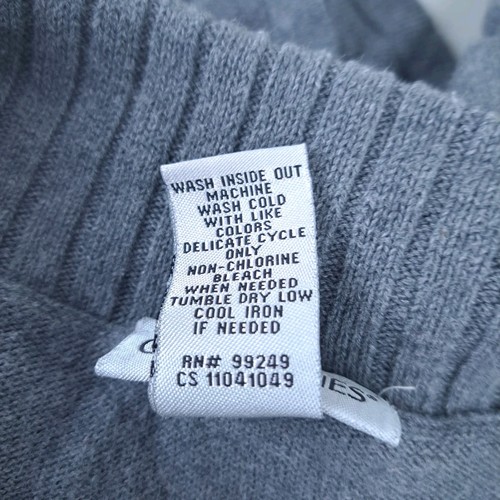 WASH INSIDE OUT
MACHINE
WASH COLD
WITH LIKE
COLORS
DELICATE CYCLE
ONLY
NON-CHLORINE
BLEACH
WHEN NEEDED
TUMBLE DRY LOW
COOL IRON
IF NEEDED
RN# 99249
CS 11041049